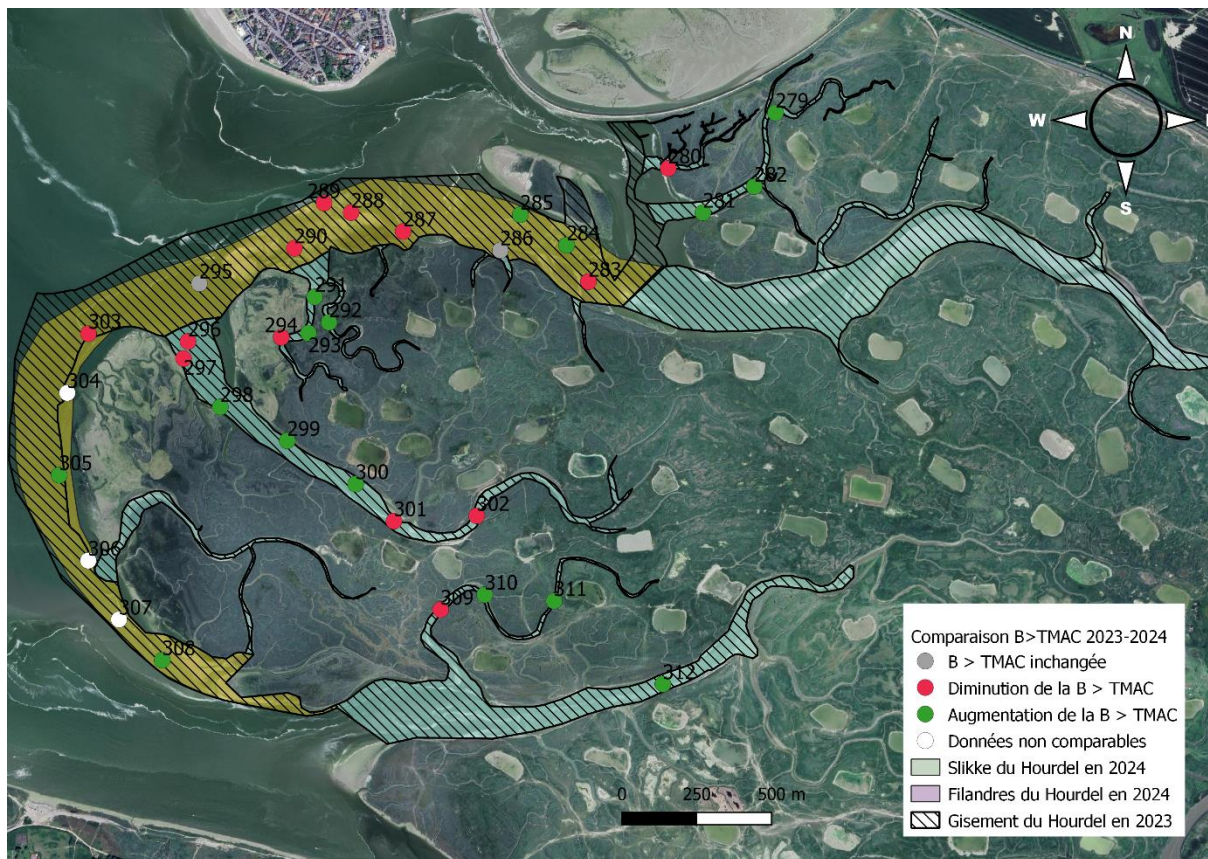 N
W
S
279
280
281
282
283
284
285
286
287
288
289
290
291
292
293
294
295
296
297
298
299
300
301
302
303
304
305
306
307
308
309
310
311
312
Comparaison B>TMAC 2023-2024
B > TMAC inchangée
Diminution de la B > TMAC
Augmentation de la B > TMAC
Données non comparables
Slikke du Hourdel en 2024
Filandres du Hourdel en 2024
Gisement du Hourdel en 2023
0 250 500 m